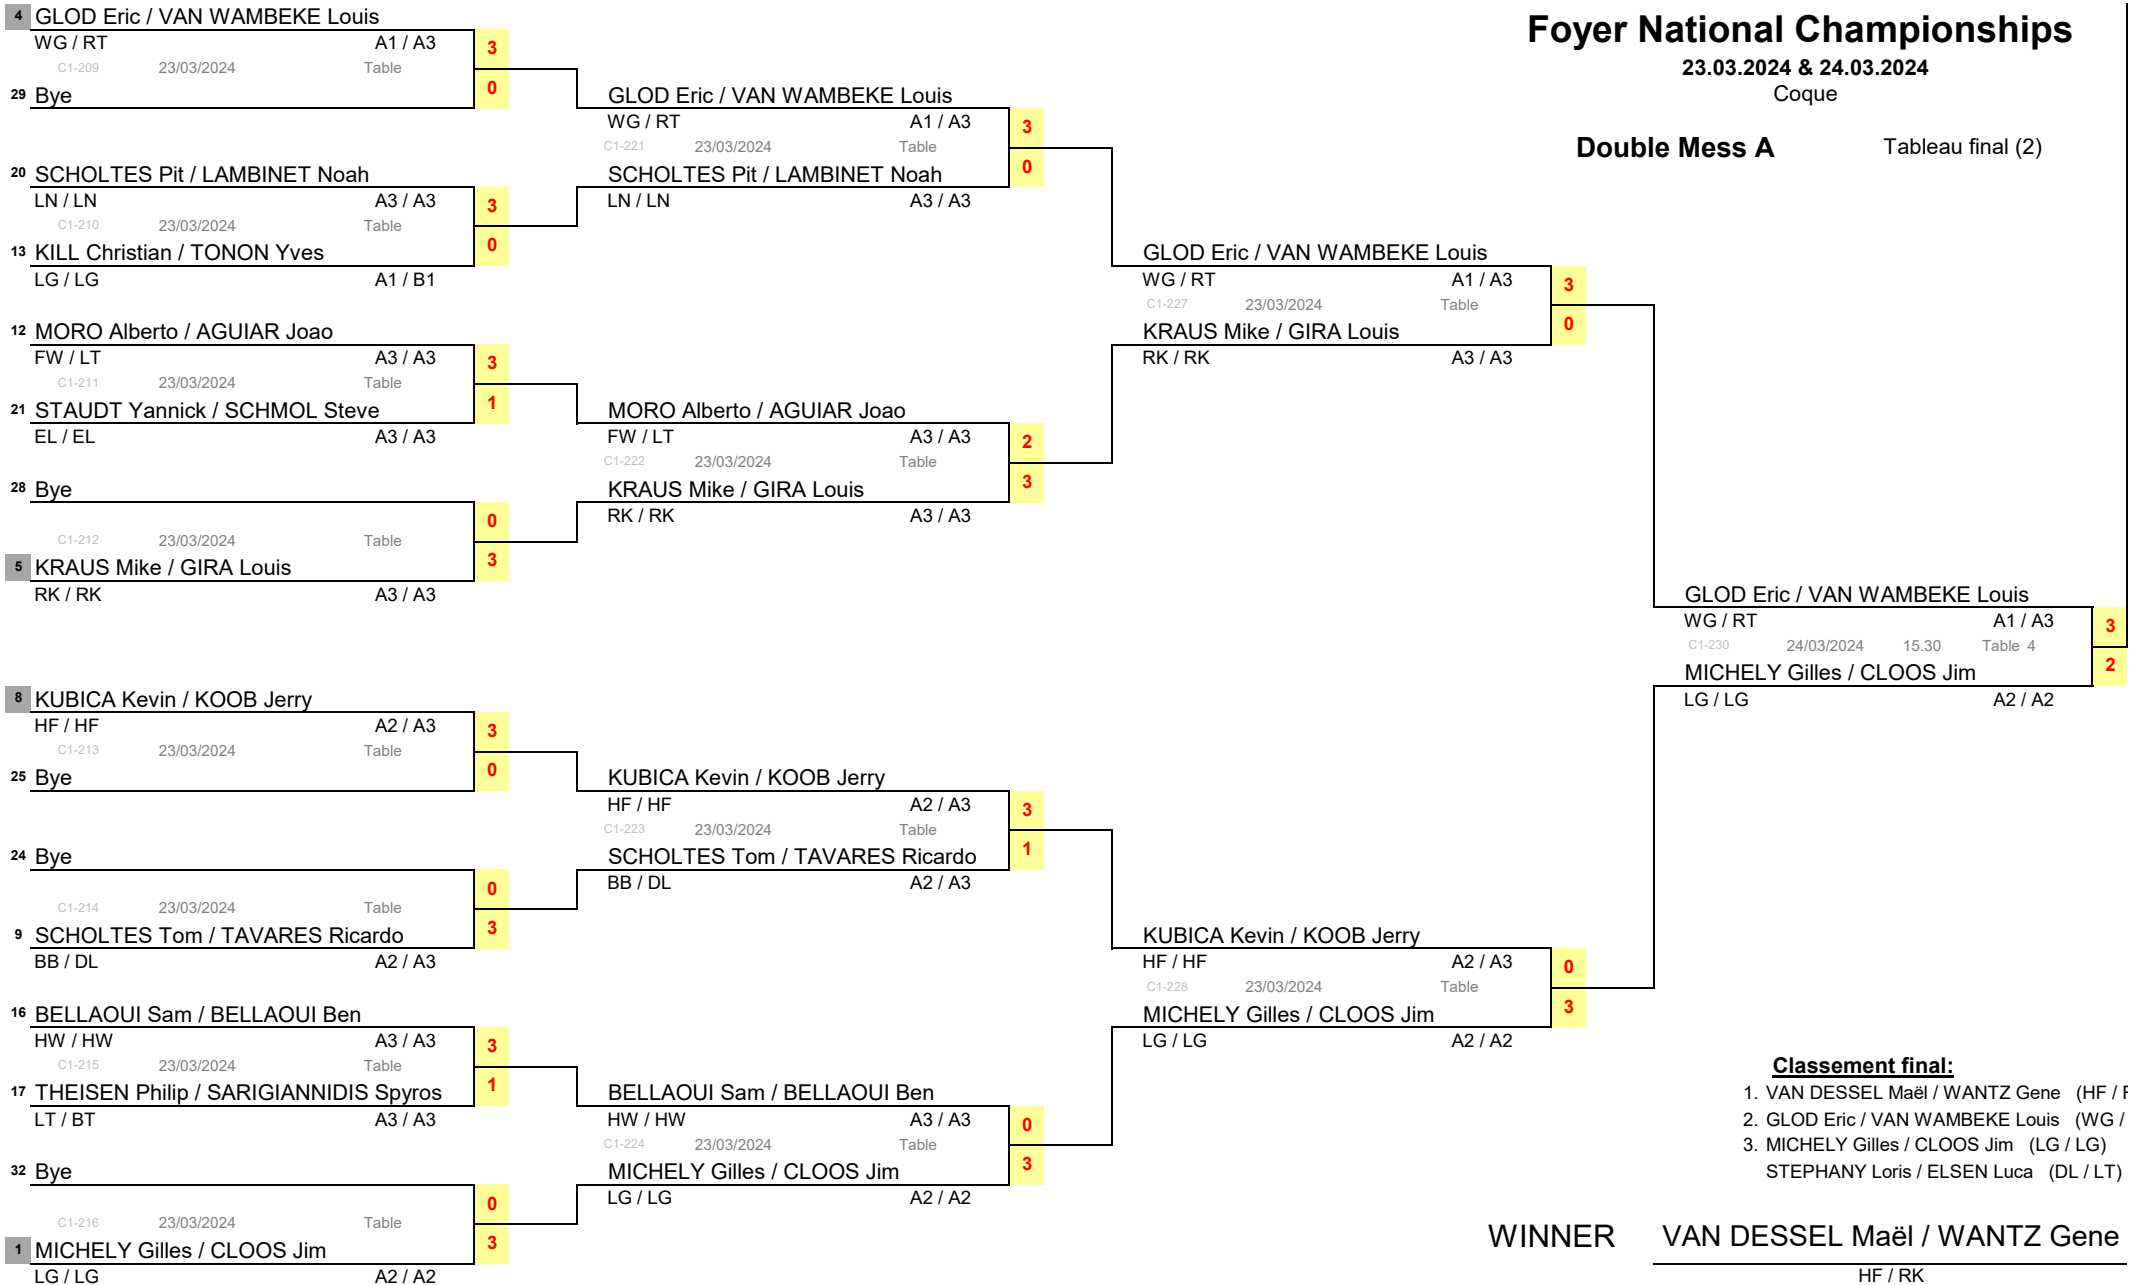 Foyer National Championships
23.03.2024 & 24.03.2024
Coque
Double Mess A Tableau final (2)
4 GLOD Eric / VAN WAMBEKE Louis
WG / RT A1 / A3 3
C1-209 23/03/2024 Table
29 Bye 0
20 SCHOLTES Pit / LAMBINET Noah
LN / LN A3 / A3 3
C1-210 23/03/2024 Table
13 KILL Christian / TONON Yves 0
LG / LG A1 / B1
12 MORO Alberto / AGUIAR Joao
FW / LT A3 / A3 3
C1-211 23/03/2024 Table
21 STAUDT Yannick / SCHMOL Steve 1
EL / EL A3 / A3
28 Bye
0
C1-212 23/03/2024 Table
5 KRAUS Mike / GIRA Louis 3
RK / RK A3 / A3
8 KUBICA Kevin / KOOB Jerry
HF / HF A2 / A3 3
C1-213 23/03/2024 Table
25 Bye 0
24 Bye
0
C1-214 23/03/2024 Table
9 SCHOLTES Tom / TAVARES Ricardo 3
BB / DL A2 / A3
16 BELLAOUI Sam / BELLAOUI Ben
HW / HW A3 / A3 3
C1-215 23/03/2024 Table
17 THEISEN Philip / SARIGIANNIDIS Spyros 1
LT / BT A3 / A3
32 Bye
0
C1-216 23/03/2024 Table
1 MICHELY Gilles / CLOOS Jim 3
LG / LG A2 / A2
GLOD Eric / VAN WAMBEKE Louis
WG / RT A1 / A3 3
C1-221 23/03/2024 Table
SCHOLTES Pit / LAMBINET Noah 0
LN / LN A3 / A3
MORO Alberto / AGUIAR Joao
FW / LT A3 / A3 2
C1-222 23/03/2024 Table
KRAUS Mike / GIRA Louis 3
RK / RK A3 / A3
KUBICA Kevin / KOOB Jerry
HF / HF A2 / A3 3
C1-223 23/03/2024 Table
SCHOLTES Tom / TAVARES Ricardo 1
BB / DL A2 / A3
BELLAOUI Sam / BELLAOUI Ben
HW / HW A3 / A3 0
C1-224 23/03/2024 Table
MICHELY Gilles / CLOOS Jim 3
LG / LG A2 / A2
GLOD Eric / VAN WAMBEKE Louis
WG / RT A1 / A3 3
C1-227 23/03/2024 Table
KRAUS Mike / GIRA Louis 0
RK / RK A3 / A3
KUBICA Kevin / KOOB Jerry
HF / HF A2 / A3 0
C1-228 23/03/2024 Table
MICHELY Gilles / CLOOS Jim 3
LG / LG A2 / A2
GLOD Eric / VAN WAMBEKE Louis
WG / RT A1 / A3 3
C1-230 24/03/2024 15.30 Table 4
MICHELY Gilles / CLOOS Jim 2
LG / LG A2 / A2
Classement final:
1. VAN DESSEL Maël / WANTZ Gene (HF /
2. GLOD Eric / VAN WAMBEKE Louis (WG /
3. MICHELY Gilles / CLOOS Jim (LG / LG)
STEPHANY Loris / ELSEN Luca (DL / LT)
WINNER VAN DESSEL Maël / WANTZ Gene
HF / RK